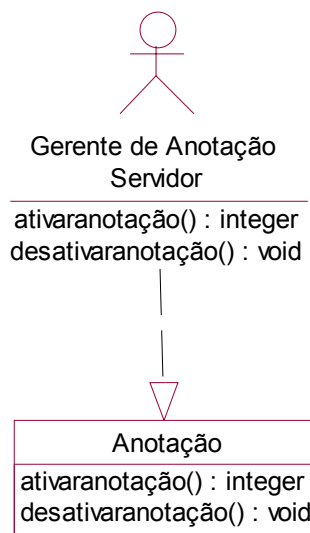 Gerente de Anotação
Servidor
ativaranotação() : integer
desativaranotação() : void
Anotação
ativaranotação() : integer
desativaranotação() : void